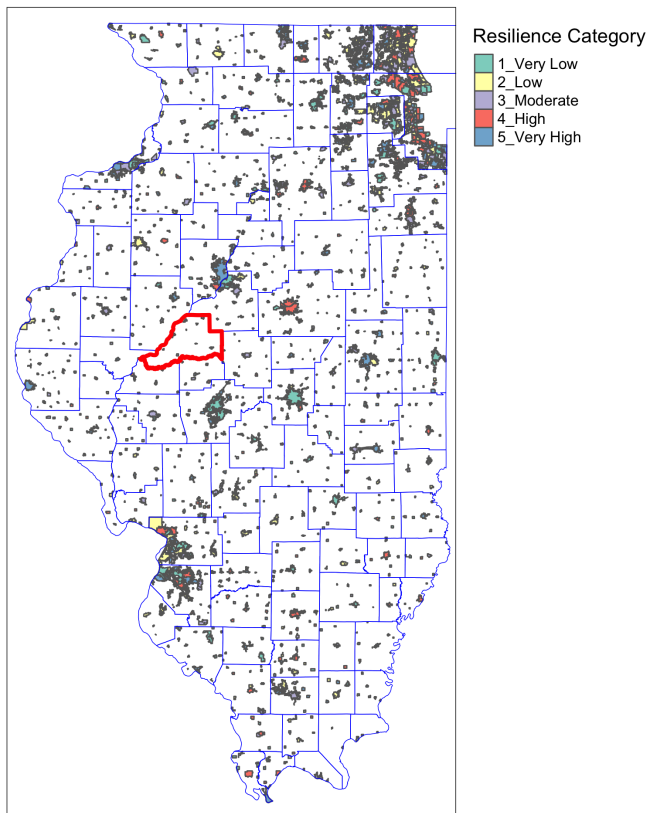 Resilience Category
1_Very Low
2_Low
3_Moderate
4_High
5_Very High